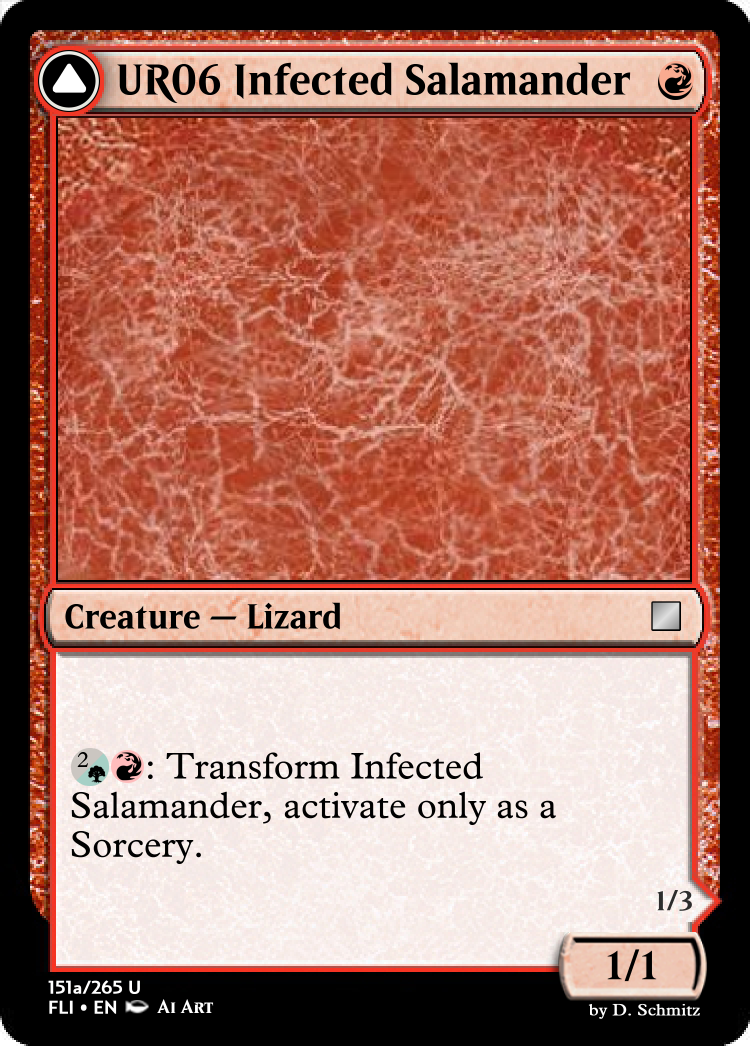 UR06 Infected Salamander
Creature — Lizard
2 : Transform Infected
Salamander, activate only as a
Sorcery.
1/3
1/1
151a/265 U
FLI • EN AI ART
by D. Schmitz